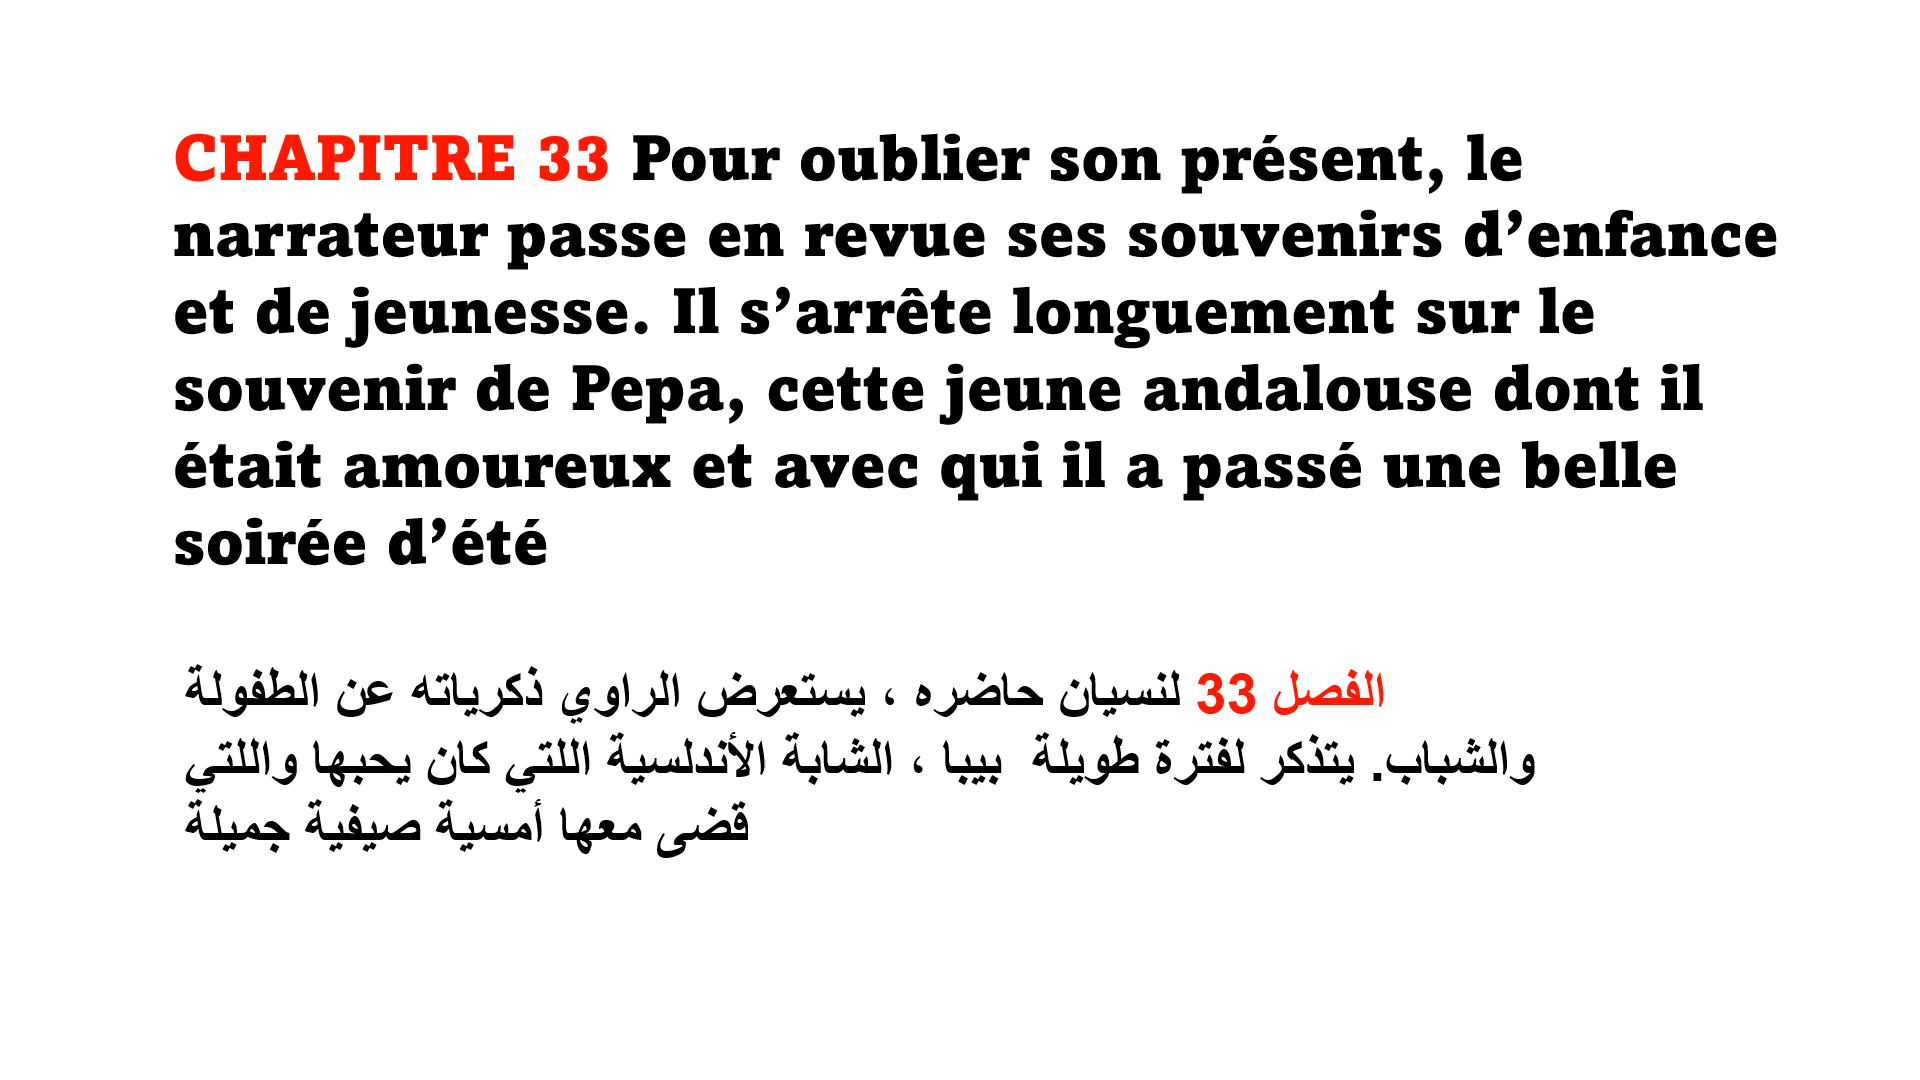 CHAPITRE 33 Pour oublier son présent, le
narrateur passe en revue ses souvenirs d’enfance
et de jeunesse. Il s’arrête longuement sur le
souvenir de Pepa, cette jeune andalouse dont il
était amoureux et avec qui il a passé une belle
soirée d’été
الفصل 33 لنسيان حاضره ، يستعرض الراوي ذكرياته عن الطفولة
والشباب. يتذكر لفترة طويلة  بيبا ، الشابة الأندلسية اللتي كان يحبها واللتي
قضى معها أمسية صيفية جميلة